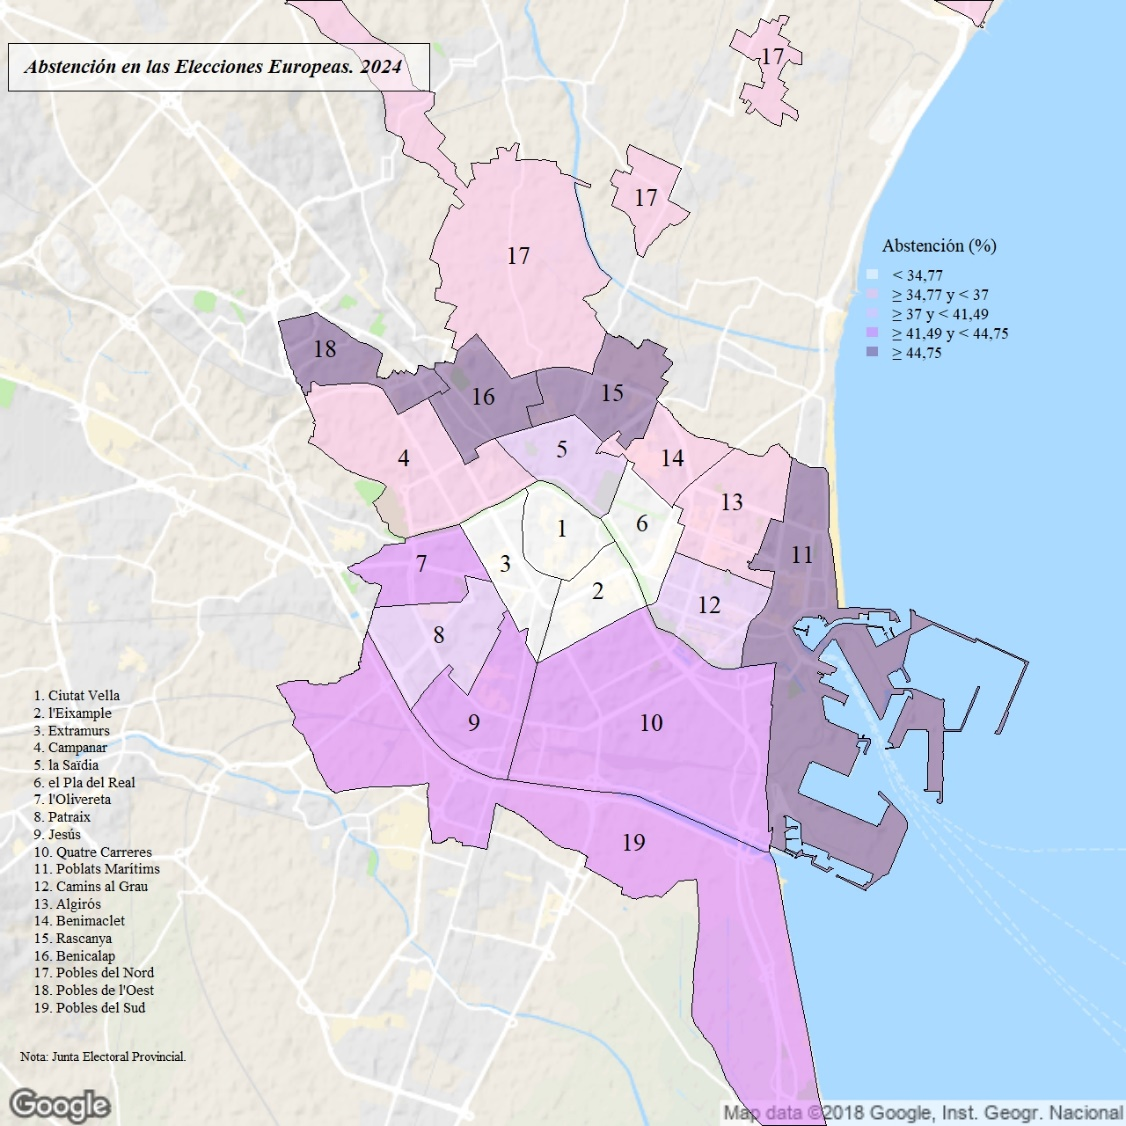 Abstención en las Elecciones Europeas. 2024
17
17
17
Abstención (%)
< 34,77
≥ 34,77 y < 37
≥ 37 y < 41,49
≥ 41,49 y < 44,75
≥ 44,75
18
16
15
5
4
14
13
1
6
11
7
3
2
12
8
9
10
19
1. Ciutat Vella
2. l'Eixample
3. Extramurs
4. Campanar
5. la Saïdia
6. el Pla del Real
7. l'Olivereta
8. Patraix
9. Jesús
10. Quatre Carreres
11. Poblats Marítims
12. Camins al Grau
13. Algirós
14. Benimaclet
15. Rascanya
16. Benicalap
17. Pobles del Nord
18. Pobles de l'Oest
19. Pobles del Sud
Nota: Junta Electoral Provincial.
Google
Map data ©2018 Google, Inst. Geogr. Nacional